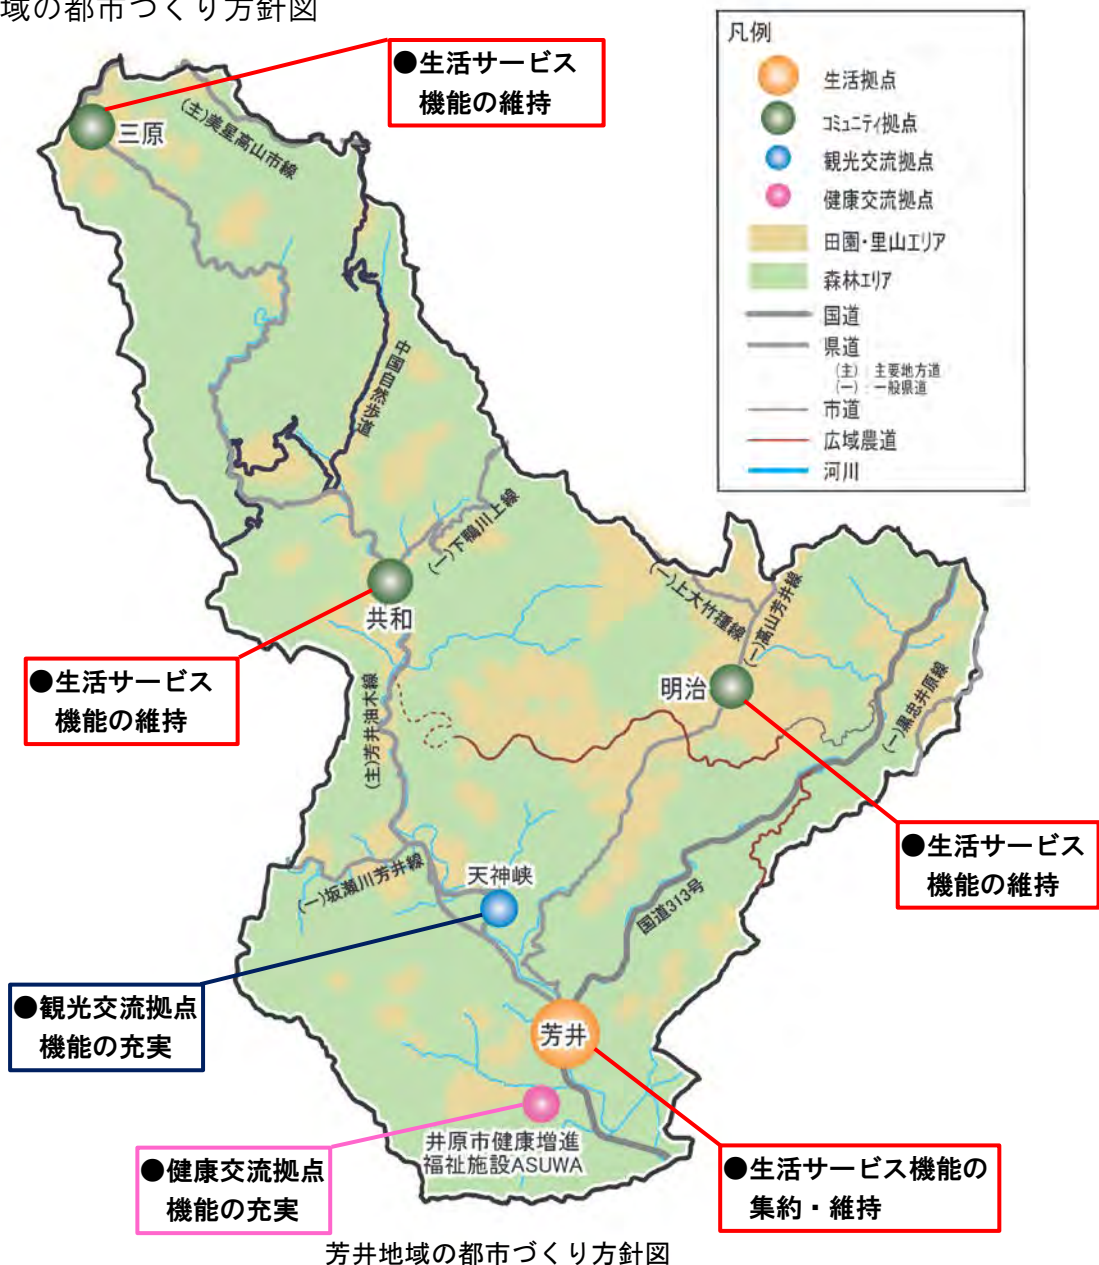 域の都市づくり方針図
●生活サービス
機能の維持
三原
(主)美星高山市線
凡例
生活拠点
コミュニティ拠点
観光交流拠点
健康交流拠点
田園・里山エリア
森林エリア
国道
県道
(主)：主要地方道
(一)：一般県道
市道
広域農道
河川
中国自然歩道
(一)下鴨川上線
共和
(一)上大竹種線
(一)高山芳井線
●生活サービス
機能の維持
明治
(主)芳井油木線
(一)黒忠井原線
●生活サービス
機能の維持
(一)坂瀬川芳井線
天神峡
国道313号
●観光交流拠点
機能の充実
芳井
井原市健康増進
福祉施設ASUWA
●健康交流拠点
機能の充実
●生活サービス機能の
集約・維持
芳井地域の都市づくり方針図